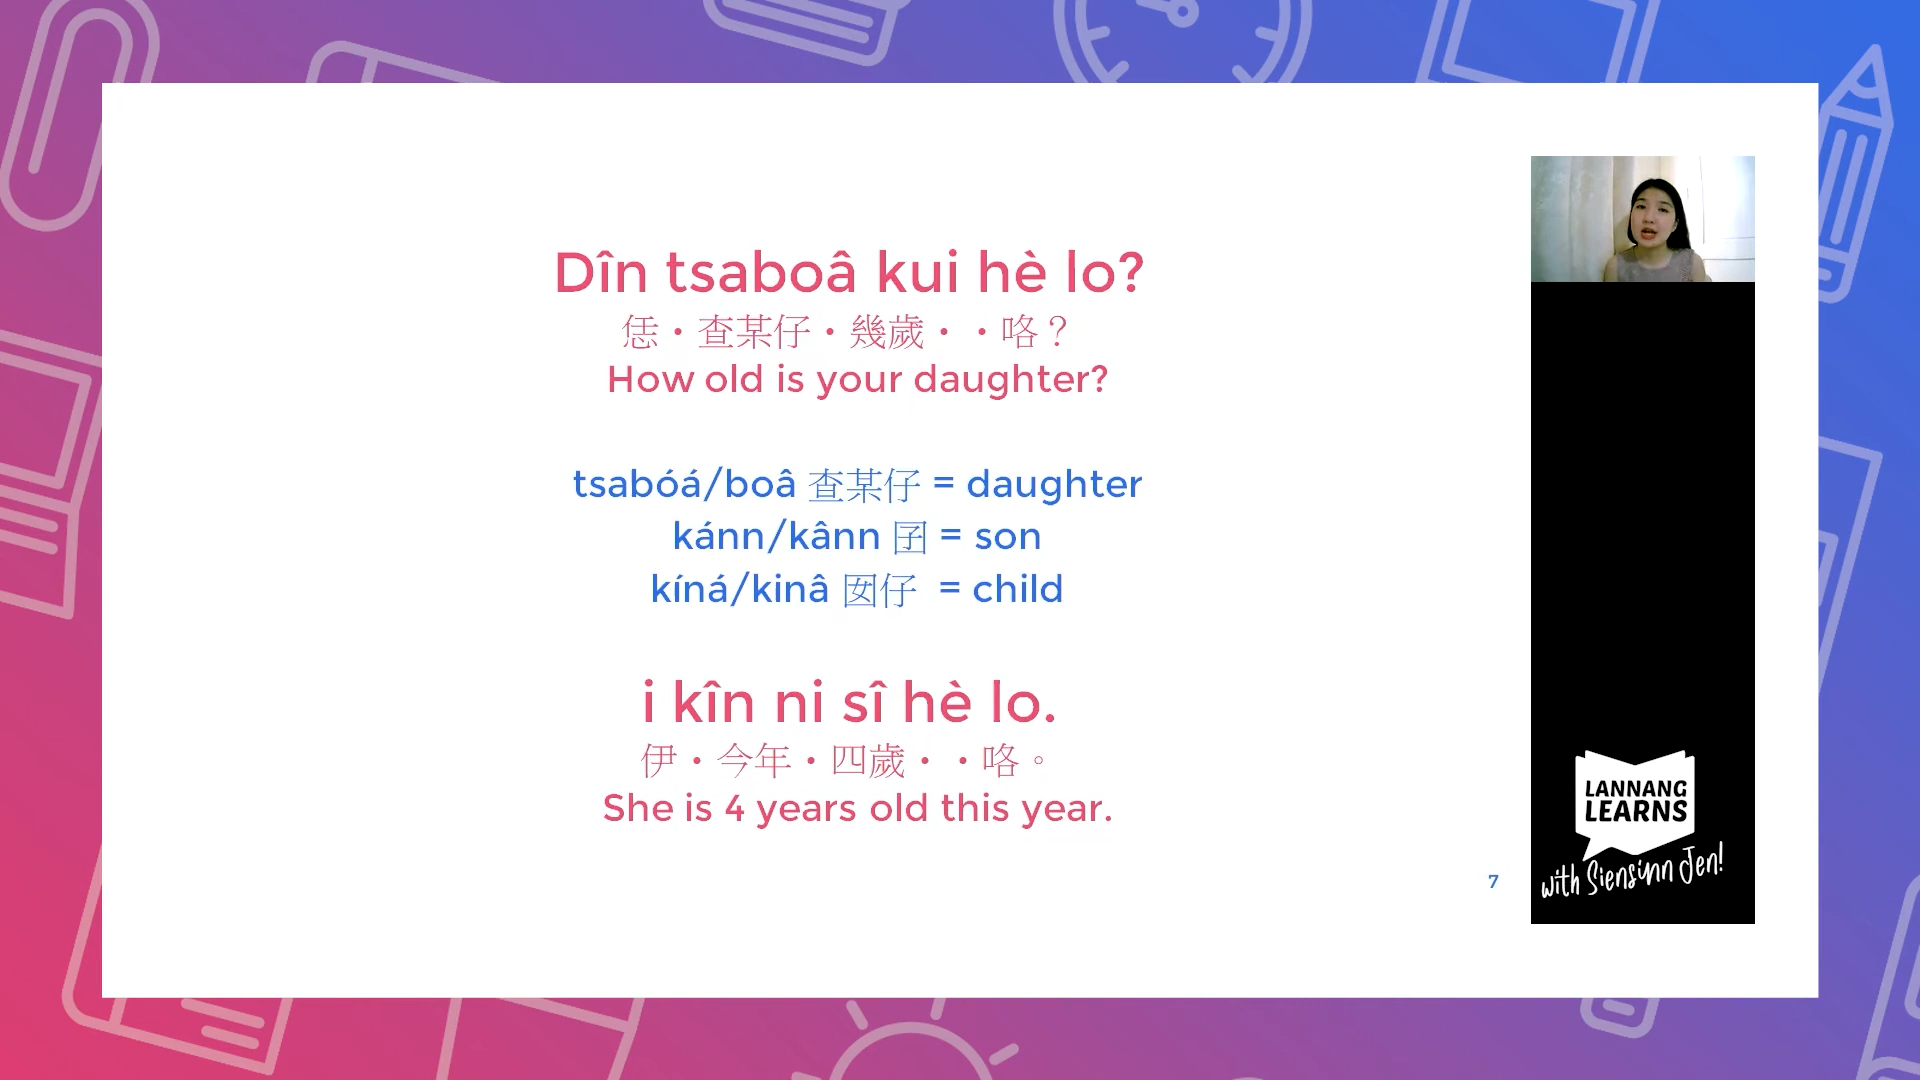 Dîn tsaboâ kui hè lo?
恁・查某仔・幾歲・・咯？
How old is your daughter?
tsabóá/boâ 查某仔 = daughter
kánn/kânn 囝 = son
kíná/kinâ 囡仔 = child
i kîn ni sî hè lo.
伊・今年・四歲・・咯。
She is 4 years old this year.
7
LANNANG
LEARNS
with Siensinn Jen!